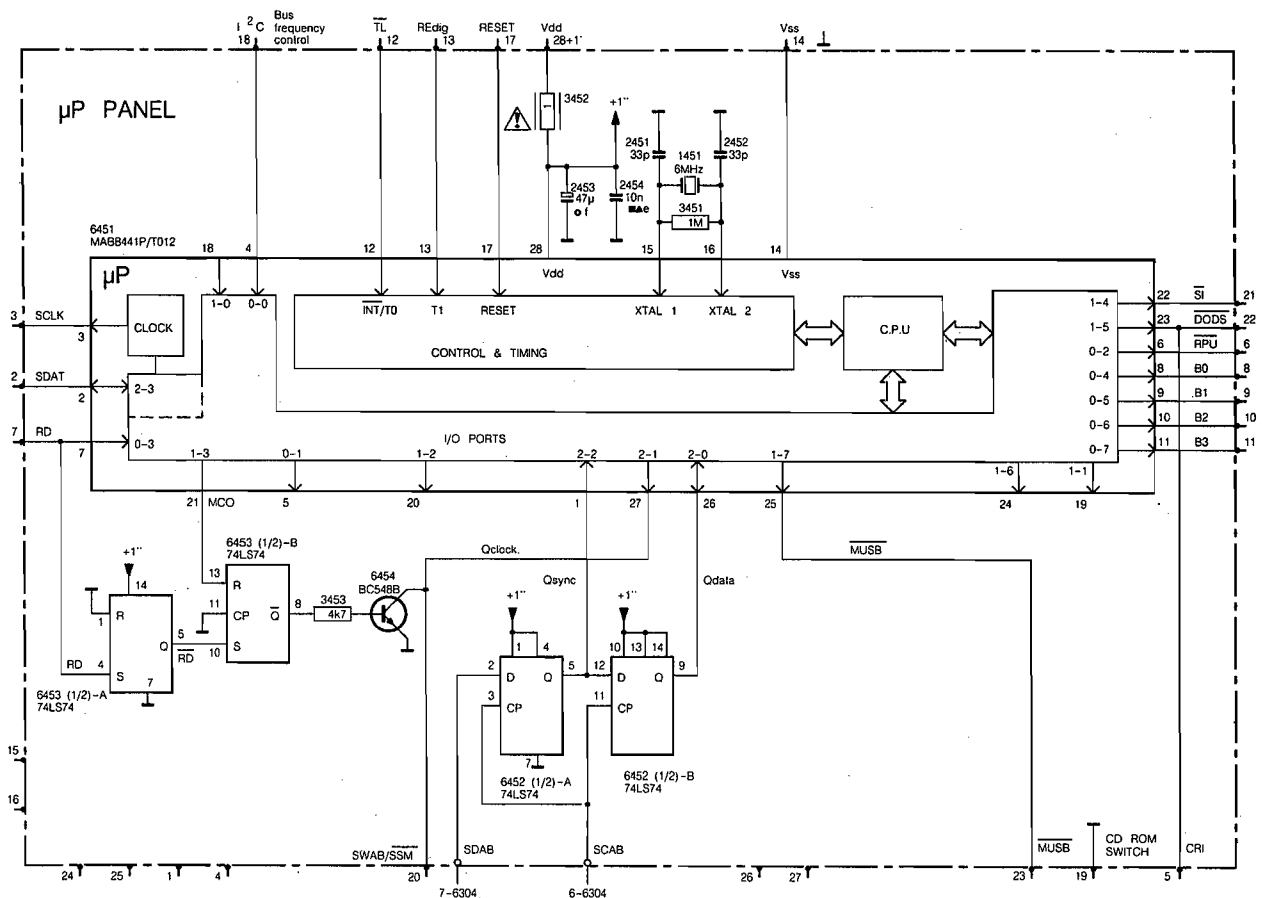 I 2C Bus frequency control
18
TL
12
REdig
13
RESET
17
Vdd
28+1'
Vss
14
µP PANEL
1
3452
+1''
2451
33p
2452
33p
1451
6MHz
2453
47µ
f
2454
10n
e
3451
1M
6451
MAB8441P/T012
18
4
12
13
17
28
15
16
14
µP
Vdd
Vss
1-0
0-0
INT/T0
T1
RESET
XTAL 1
XTAL 2
CONTROL & TIMING
C.P.U
3
SCLK
3
CLOCK
2
SDAT
2
2-3
7
RD
7
0-3
I/O PORTS
1-4
22
SI
21
1-5
23
DODS
22
0-2
6
RPU
6
0-4
8
B0
8
0-5
9
B1
9
0-6
10
B2
10
0-7
11
B3
11
1-3
0-1
1-2
2-2
2-1
2-0
1-7
1-6
1-1
21
MCO
5
20
1
27
26
25
24
19
6453 (1/2)-B
74LS74
+1''
14
13
R
11
CP
Q
8
10
S
3453
4k7
6454
BC548B
R
1
Q
5
RD
RD
4
S
7
6453 (1/2)-A
74LS74
Qclock.
Qsync
Qdata
MUSB
+1''
1
4
2
D
Q
5
3
CP
7
6452 (1/2)-A
74LS74
+1''
10
13
14
12
D
Q
9
11
CP
6452 (1/2)-B
74LS74
15
16
24
25
1
4
SWAB/SSM
20
SDAB
7-6304
SCAB
6-6304
26
27
MUSB
23
CD ROM
SWITCH
19
CRI
5